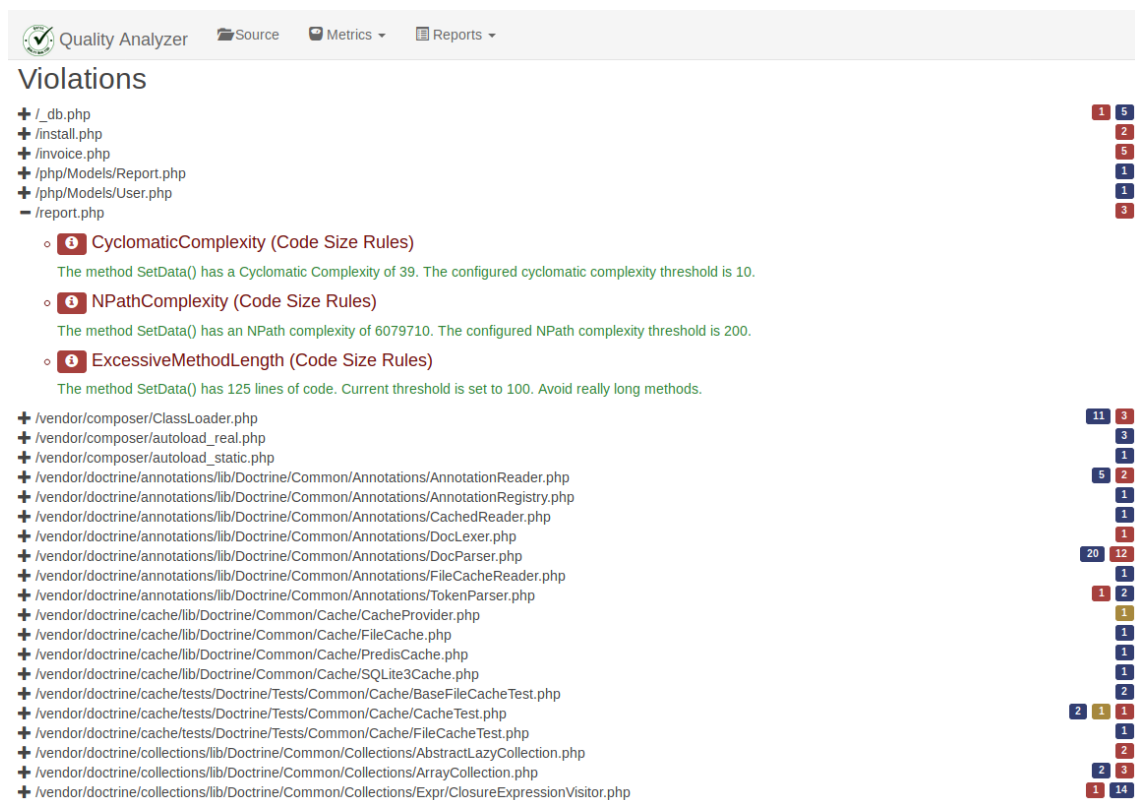 Quality Analyzer Source Metrics Reports
Violations
/_db.php 1 5
/install.php 2
/invoice.php 5
/php/Models/Report.php 1
/php/Models/User.php 1
/report.php 3
CyclomaticComplexity (Code Size Rules)
The method SetData() has a Cyclomatic Complexity of 39. The configured cyclomatic complexity threshold is 10.
NPathComplexity (Code Size Rules)
The method SetData() has an NPath complexity of 6079710. The configured NPath complexity threshold is 200.
ExcessiveMethodLength (Code Size Rules)
The method SetData() has 125 lines of code. Current threshold is set to 100. Avoid really long methods.
/vendor/composer/ClassLoader.php 11 3
/vendor/composer/autoload_real.php 3
/vendor/composer/autoload_static.php 1
/vendor/doctrine/annotations/lib/Doctrine/Common/Annotations/AnnotationReader.php 5 2
/vendor/doctrine/annotations/lib/Doctrine/Common/Annotations/AnnotationRegistry.php 1
/vendor/doctrine/annotations/lib/Doctrine/Common/Annotations/CachedReader.php 1
/vendor/doctrine/annotations/lib/Doctrine/Common/Annotations/DocLexer.php 1
/vendor/doctrine/annotations/lib/Doctrine/Common/Annotations/DocParser.php 20 12
/vendor/doctrine/annotations/lib/Doctrine/Common/Annotations/FileCacheReader.php 1
/vendor/doctrine/annotations/lib/Doctrine/Common/Annotations/TokenParser.php 1 2
/vendor/doctrine/cache/lib/Doctrine/Common/Cache/CacheProvider.php 1
/vendor/doctrine/cache/lib/Doctrine/Common/Cache/FileCache.php 1
/vendor/doctrine/cache/lib/Doctrine/Common/Cache/PredisCache.php 1
/vendor/doctrine/cache/lib/Doctrine/Common/Cache/SQLite3Cache.php 1
/vendor/doctrine/cache/tests/Doctrine/Tests/Common/Cache/BaseFileCacheTest.php 2
/vendor/doctrine/cache/tests/Doctrine/Tests/Common/Cache/CacheTest.php 2 1 1
/vendor/doctrine/cache/tests/Doctrine/Tests/Common/Cache/FileCacheTest.php 1
/vendor/doctrine/collections/lib/Doctrine/Common/Collections/AbstractLazyCollection.php 2
/vendor/doctrine/collections/lib/Doctrine/Common/Collections/ArrayCollection.php 2 3
/vendor/doctrine/collections/lib/Doctrine/Common/Collections/Expr/ClosureExpressionVisitor.php 1 14